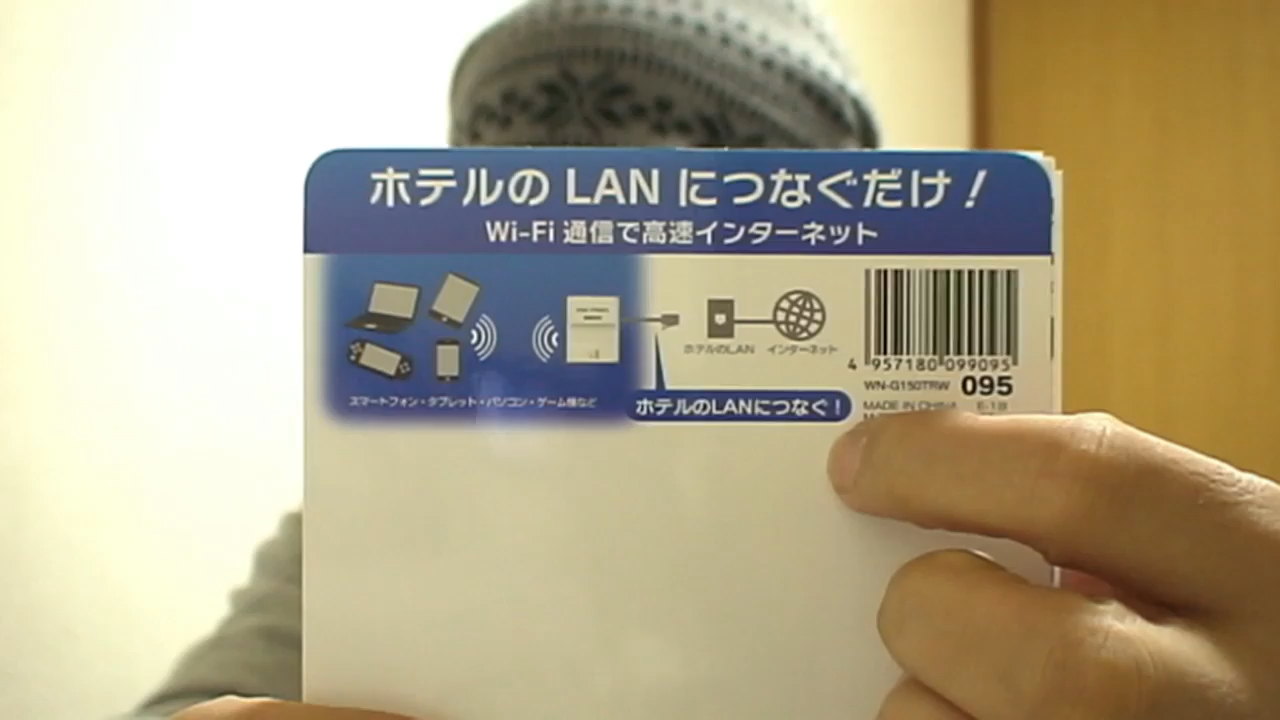 ホテルの LAN につなぐだけ！
Wi-Fi 通信で高速インターネット
ホテルのLAN
インターネット
スマートフォン・タブレット・パソコン・ゲーム機など
ホテルのLANにつなぐ！
4 957180 099095
WN-G150TRW 095
MADE IN CHINA E-1B